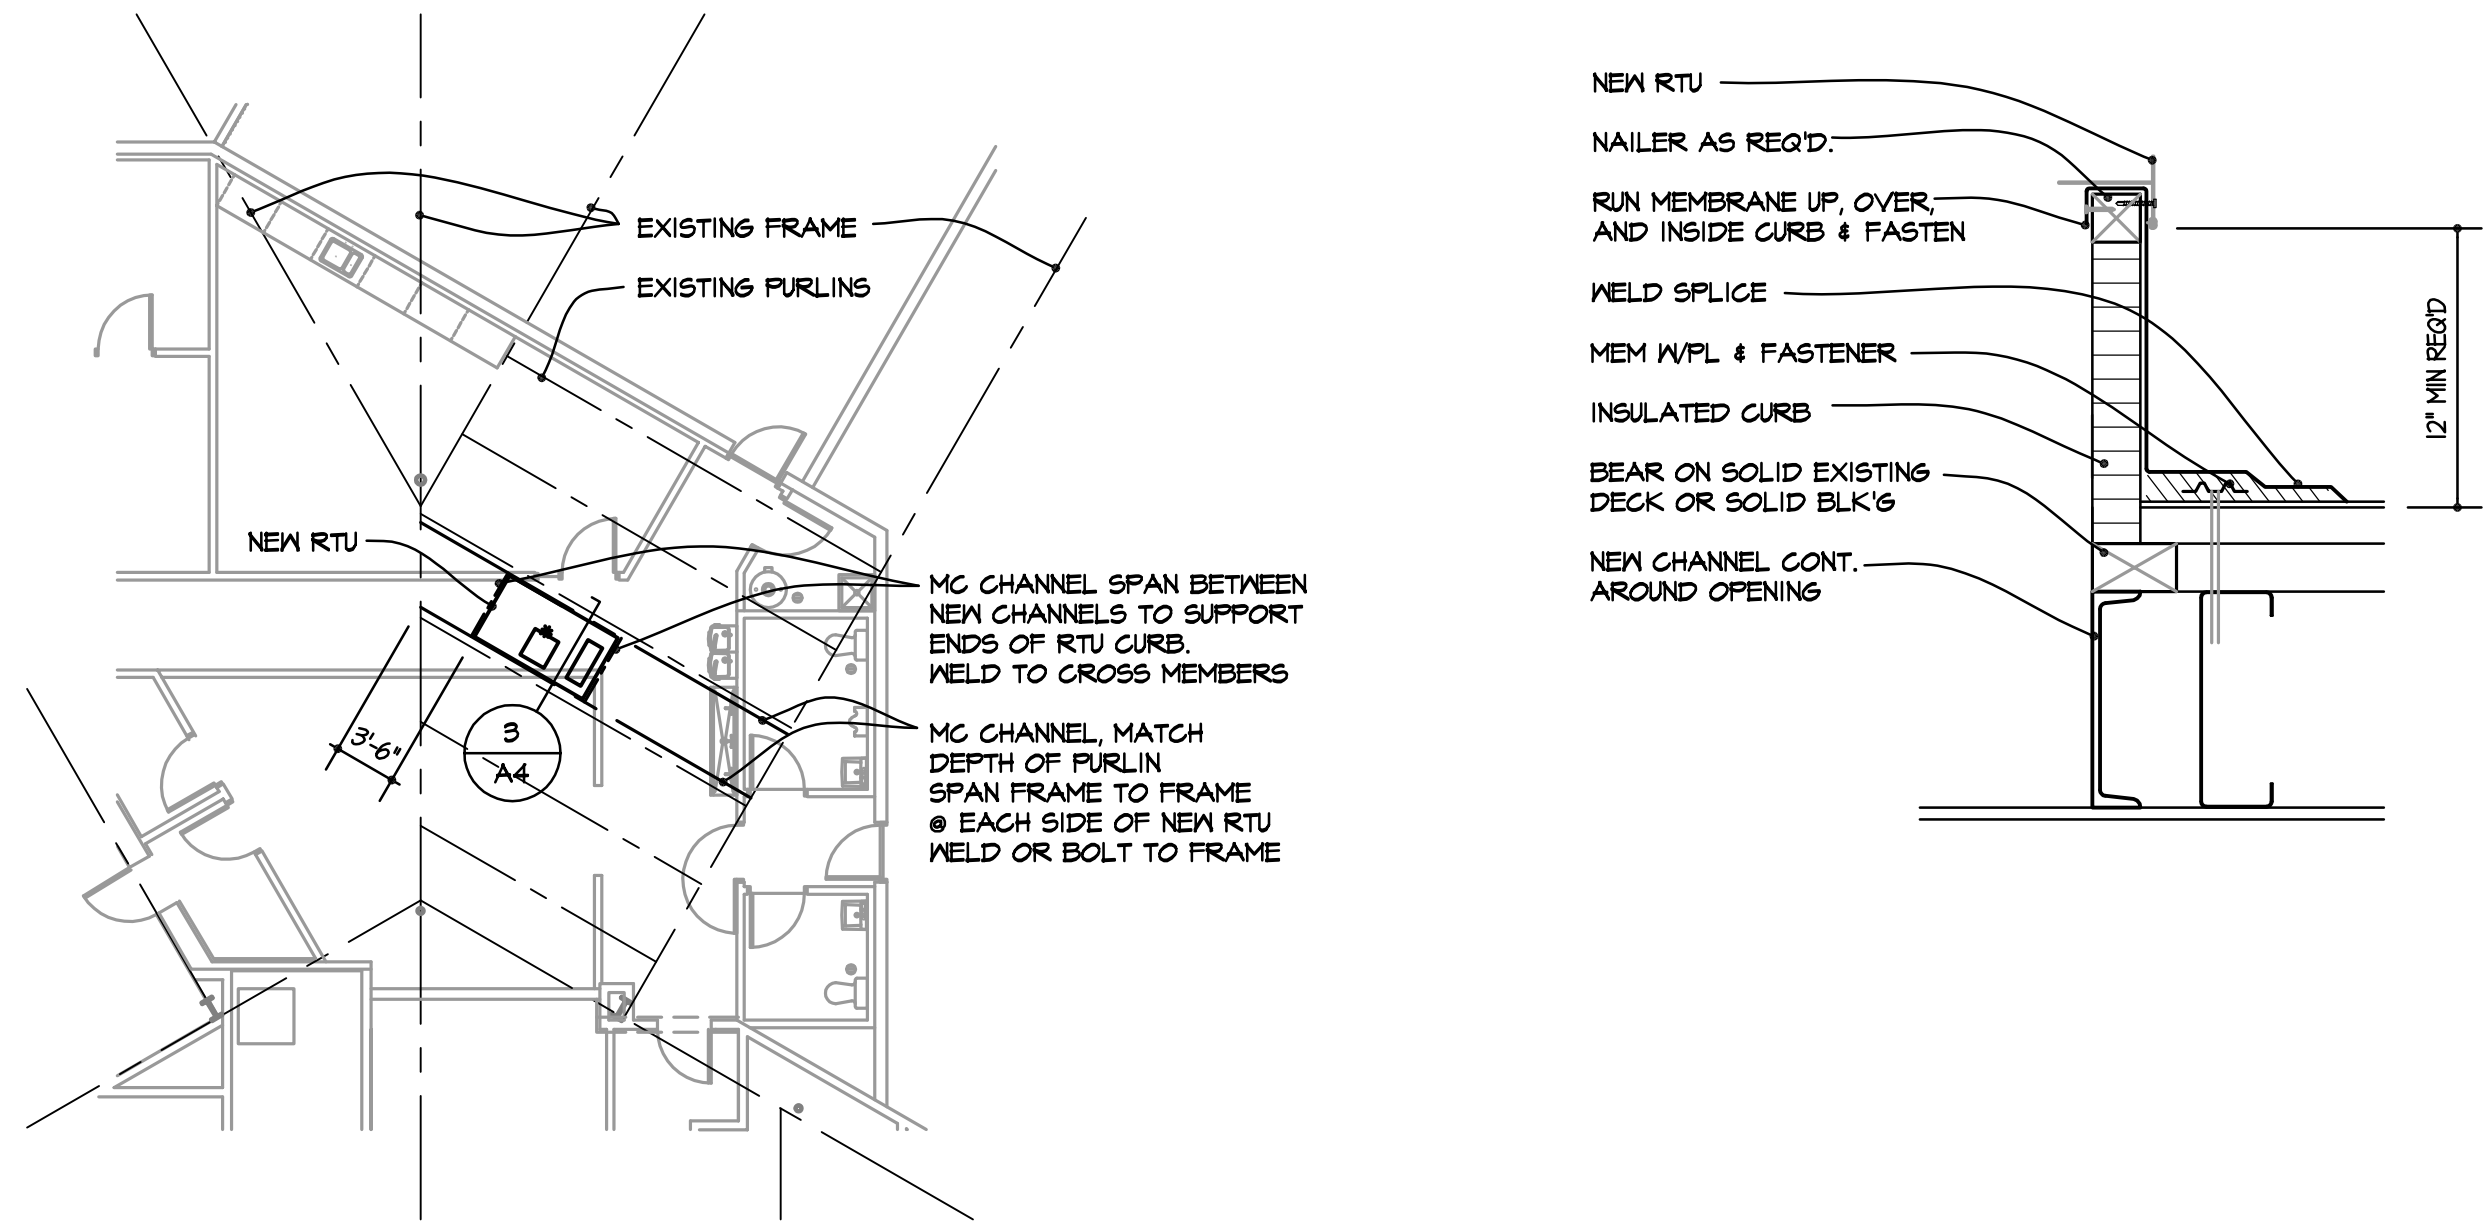 EXISTING FRAME
EXISTING PURLINS
NEW RTU
MC CHANNEL SPAN BETWEEN
NEW CHANNELS TO SUPPORT
ENDS OF RTU CURB.
WELD TO CROSS MEMBERS
3'-6"
3
A4
MC CHANNEL, MATCH
DEPTH OF PURLIN
SPAN FRAME TO FRAME
@ EACH SIDE OF NEW RTU
WELD OR BOLT TO FRAME
NEW RTU
NAILER AS REQ'D.
RUN MEMBRANE UP, OVER,
AND INSIDE CURB & FASTEN
WELD SPLICE
MEM W/PL & FASTENER
INSULATED CURB
BEAR ON SOLID EXISTING
DECK OR SOLID BLK'G
NEW CHANNEL CONT.
AROUND OPENING
12" MIN REQ'D